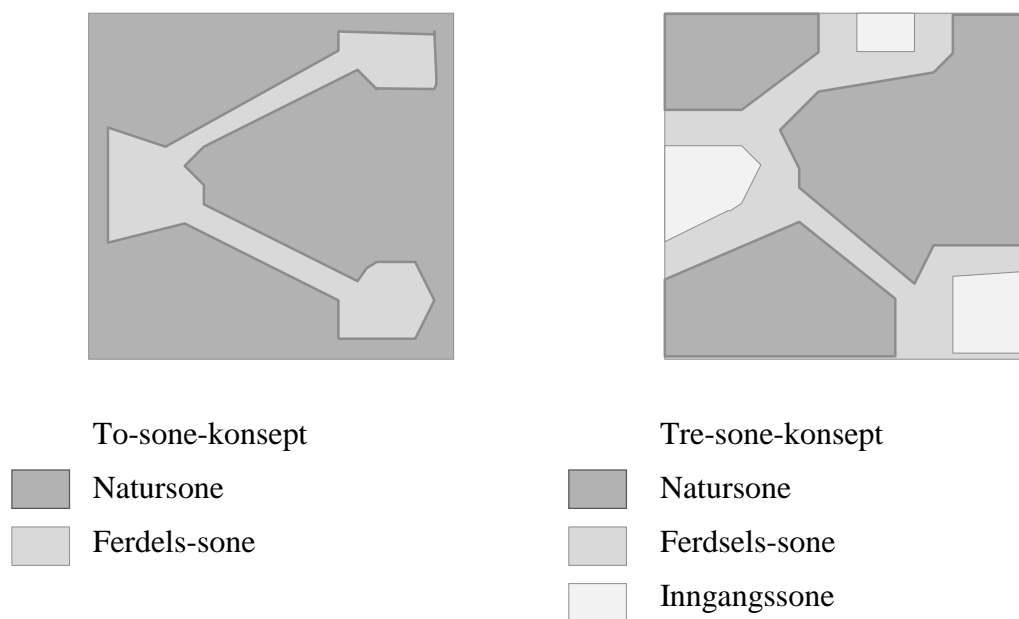 To-sone-konsept
Natursone
Ferdels-sone
Tre-sone-konsept
Natursone
Ferdsels-sone
Inngangssone